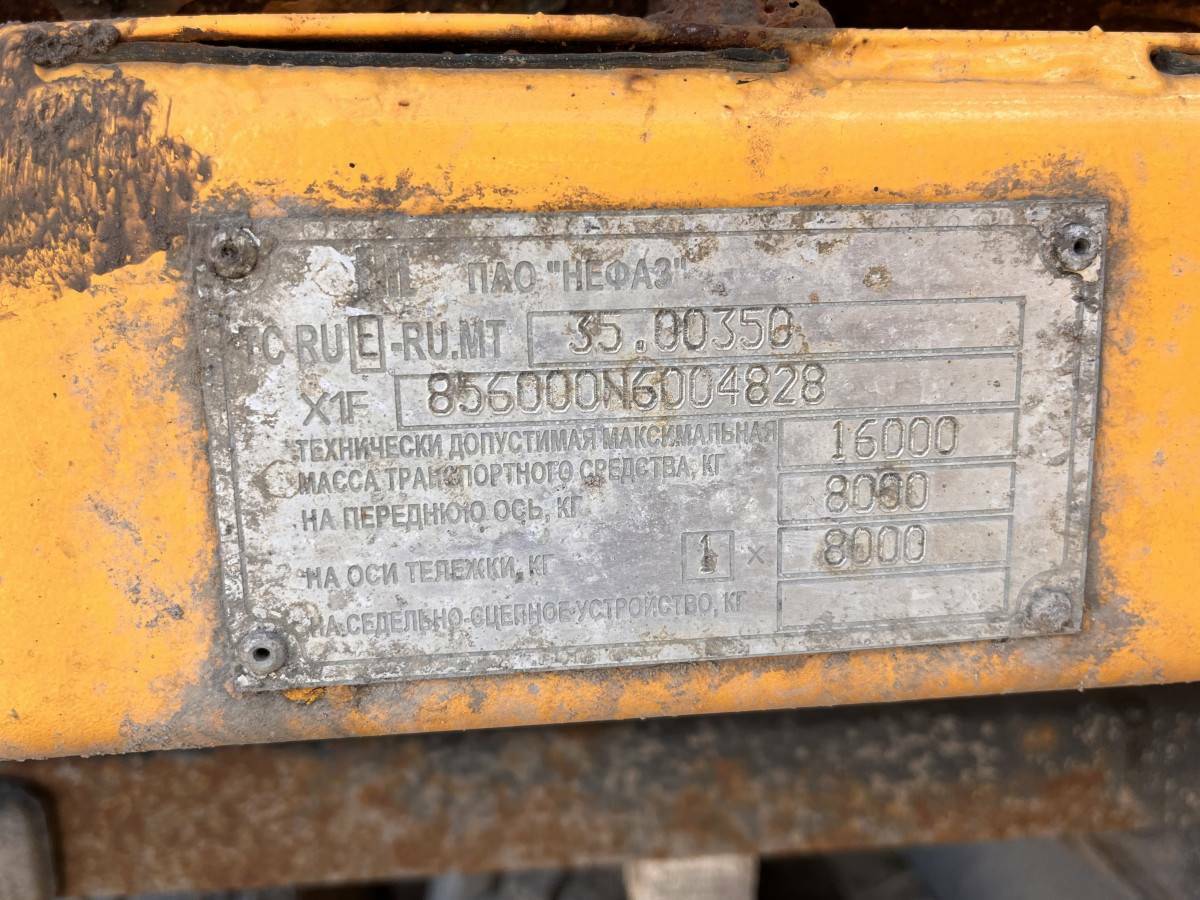 ПАО "НЕФАЗ"
ТС RU E -RU.МТ 35.00350
X1F 856000N6004828
ТЕХНИЧЕСКИ ДОПУСТИМАЯ МАКСИМАЛЬНАЯ
МАССА ТРАНСПОРТНОГО СРЕДСТВА, КГ 16000
НА ПЕРЕДНЮЮ ОСЬ, КГ 8000
НА ОСИ ТЕЛЕЖКИ, КГ 1 × 8000
НА СЕДЕЛЬНО-СЦЕПНОЕ УСТРОЙСТВО, КГ